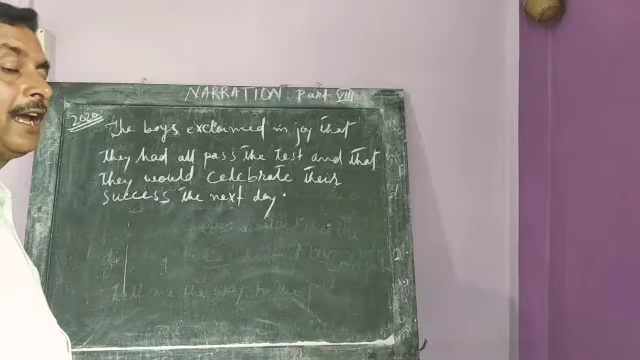 NARRATION Part VIII
2020
The boys exclaimed in joy that
they had all pass the test and that
they would celebrate their
success the next day.